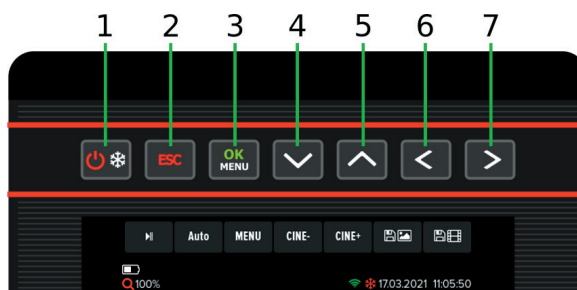 1 2 3 4 5 6 7
ESC OK
MENU
Auto MENU CINE- CINE+
100% 17.03.2021 11:05:50